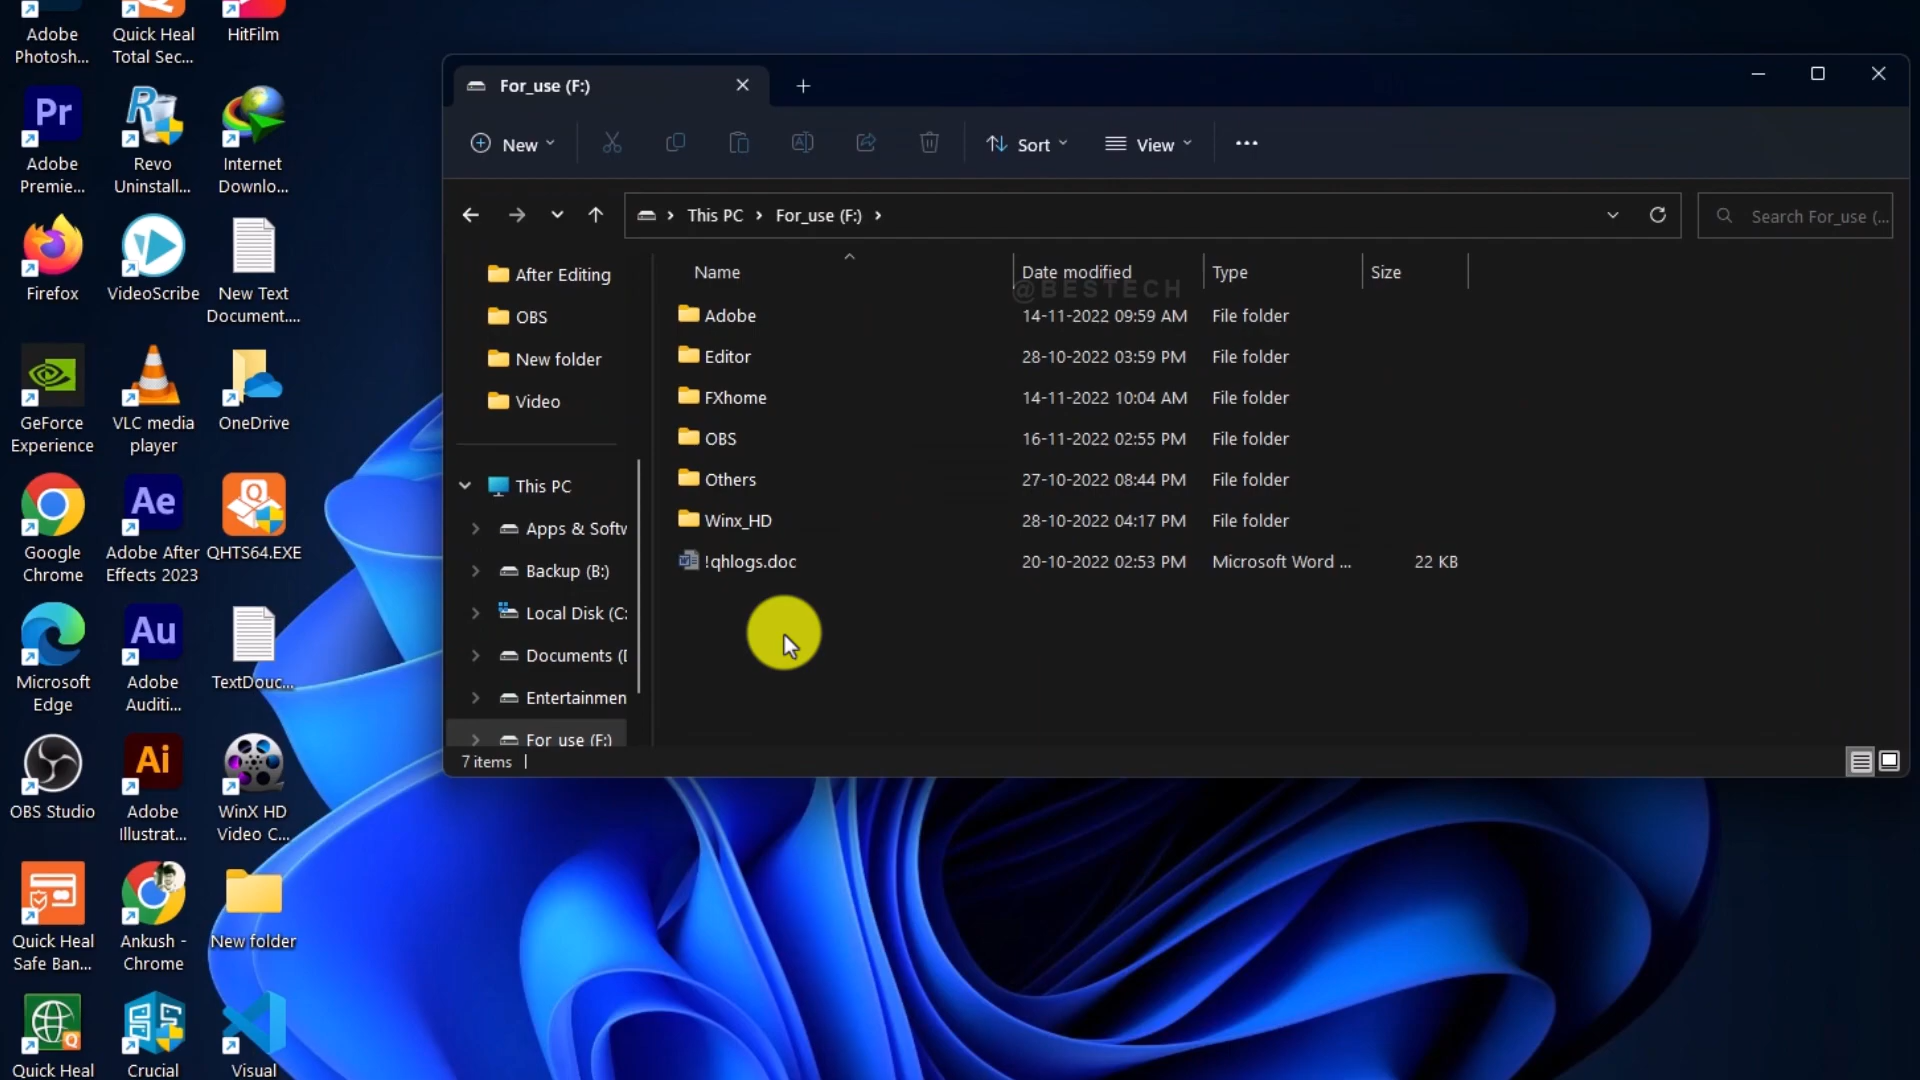 Adobe
Photosh...
Quick Heal
Total Sec...
HitFilm
Pr
Adobe
Premie...
Revo
Uninstall...
Internet
Downlo...
Firefox
VideoScribe
New Text
Document....
GeForce
Experience
VLC media
player
OneDrive
Google
Chrome
Ae
Adobe After
Effects 2023
QHTS64.EXE
Microsoft
Edge
Au
Adobe
Auditi...
TextDouc...
OBS Studio
Ai
Adobe
Illustrat...
WinX HD
Video C...
Quick Heal
Safe Ban...
Ankush -
Chrome
New folder
Quick Heal
Crucial
Visual
For_use (F:)
New
Sort
View
This PC > For_use (F:) >
Search For_use (...
After Editing
OBS
New folder
Video
This PC
Apps & Softw
Backup (B:)
Local Disk (C:
Documents (D
Entertainmen
For_use (F:)
Name Date modified Type Size
@BESTECH
Adobe 14-11-2022 09:59 AM File folder
Editor 28-10-2022 03:59 PM File folder
FXhome 14-11-2022 10:04 AM File folder
OBS 16-11-2022 02:55 PM File folder
Others 27-10-2022 08:44 PM File folder
Winx_HD 28-10-2022 04:17 PM File folder
!qhlogs.doc 20-10-2022 02:53 PM Microsoft Word ... 22 KB
7 items